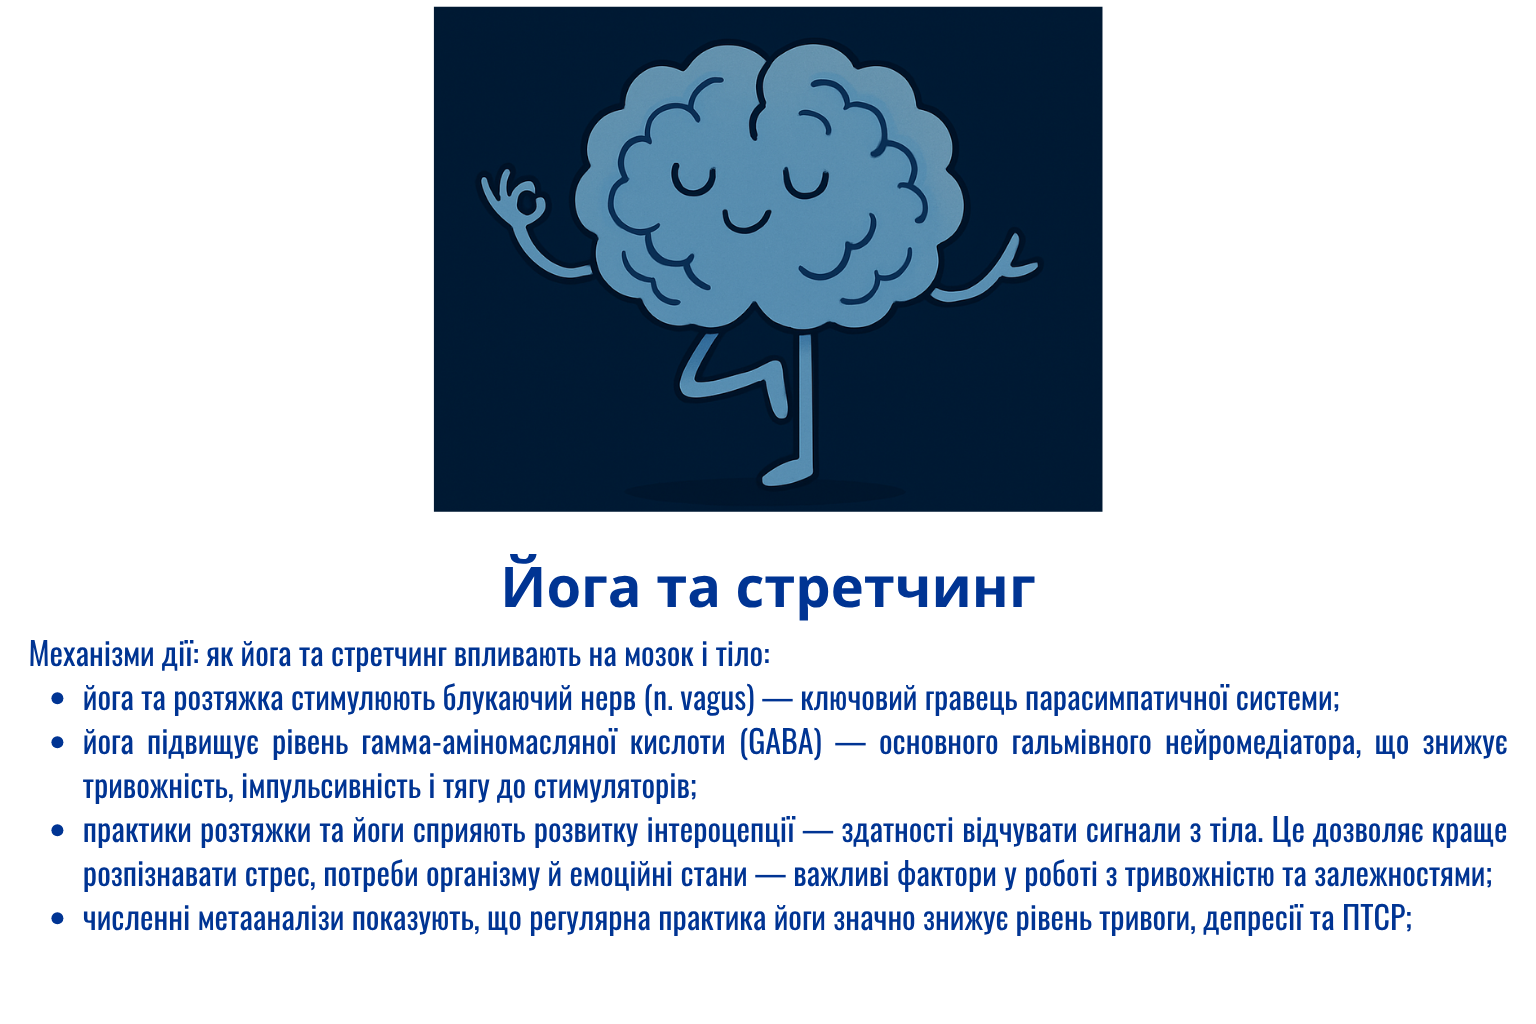 Йога та стретчинг
Механізми дії: як йога та стретчинг впливають на мозок і тіло:
• йога та розтяжка стимулюють блукаючий нерв (n. vagus) — ключовий гравець парасимпатичної системи;
• йога підвищує рівень гамма-аміномасляної кислоти (GABA) — основного гальмівного нейромедіатора, що знижує
тривожність, імпульсивність і тягу до стимуляторів;
• практики розтяжки та йоги сприяють розвитку інтероцепції — здатності відчувати сигнали з тіла. Це дозволяє краще
розпізнавати стрес, потреби організму й емоційні стани — важливі фактори у роботі з тривожністю та залежностями;
• численні метааналізи показують, що регулярна практика йоги значно знижує рівень тривоги, депресії та ПТСР;